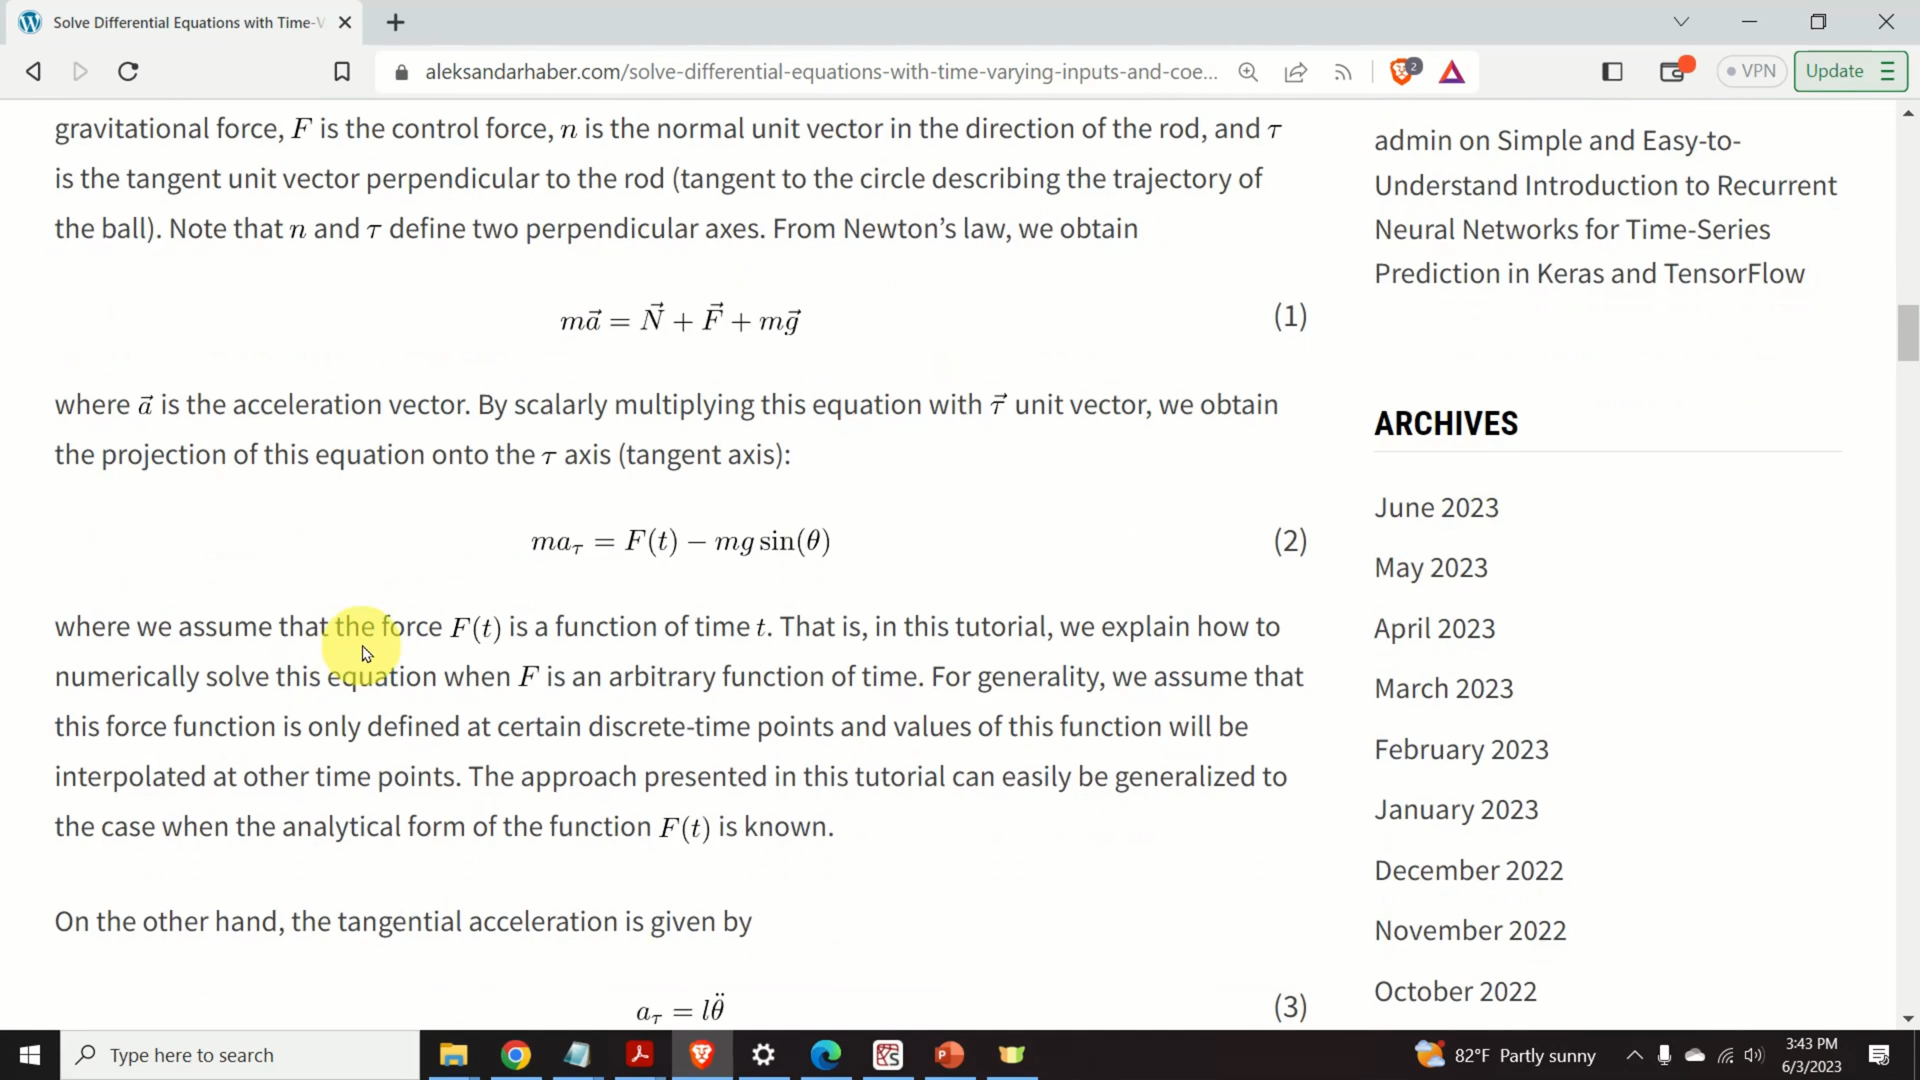 Solve Differential Equations with Time-V
aleksandarhaber.com/solve-differential-equations-with-time-varying-inputs-and-coe...
2
VPN
Update
gravitational force, F is the control force, n is the normal unit vector in the direction of the rod, and τ
is the tangent unit vector perpendicular to the rod (tangent to the circle describing the trajectory of
the ball). Note that n and τ define two perpendicular axes. From Newton’s law, we obtain
ma⃗ = N⃗ + F⃗ + mg⃗ (1)
where a⃗ is the acceleration vector. By scalarly multiplying this equation with τ⃗ unit vector, we obtain
the projection of this equation onto the τ axis (tangent axis):
maτ = F(t) − mg sin(θ) (2)
where we assume that the force F(t) is a function of time t. That is, in this tutorial, we explain how to
numerically solve this equation when F is an arbitrary function of time. For generality, we assume that
this force function is only defined at certain discrete-time points and values of this function will be
interpolated at other time points. The approach presented in this tutorial can easily be generalized to
the case when the analytical form of the function F(t) is known.
On the other hand, the tangential acceleration is given by
aτ = lθ̈ (3)
admin on Simple and Easy-to-
Understand Introduction to Recurrent
Neural Networks for Time-Series
Prediction in Keras and TensorFlow
ARCHIVES
June 2023
May 2023
April 2023
March 2023
February 2023
January 2023
December 2022
November 2022
October 2022
Type here to search
82°F Partly sunny
3:43 PM
6/3/2023